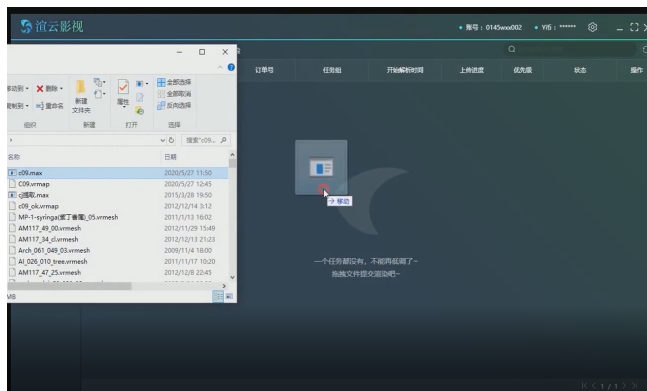 渲云影视
账号：0145wxx002
订单号 任务组 开始解析时间 上传进度 优先级 状态 操作
移动到 删除
复制到 重命名
新建
文件夹
属性
全部选择
全部取消
反向选择
组织 新建 打开 选择
搜索"c09...
名称 日期
c09.max 2020/5/27 11:50
C09.vrmap 2020/5/27 12:45
cj提取.max 2015/3/28 19:50
c09_ok.vrmap 2012/12/14 3:12
MP-1-syringa(紫丁香属)_05.vrmesh 2011/1/13 16:02
AM117_49_00.vrmesh 2012/11/29 15:49
AM117_34_cl.vrmesh 2012/12/13 21:23
Arch_061_049_03.vrmesh 2009/11/4 18:00
AI_026_010_tree.vrmesh 2011/11/17 10:20
AM117_47_25.vrmesh 2012/12/8 22:45
MB
移动
一个任务都没有，不能再低调了~
拖拽文件提交渲染吧~
1 / 1